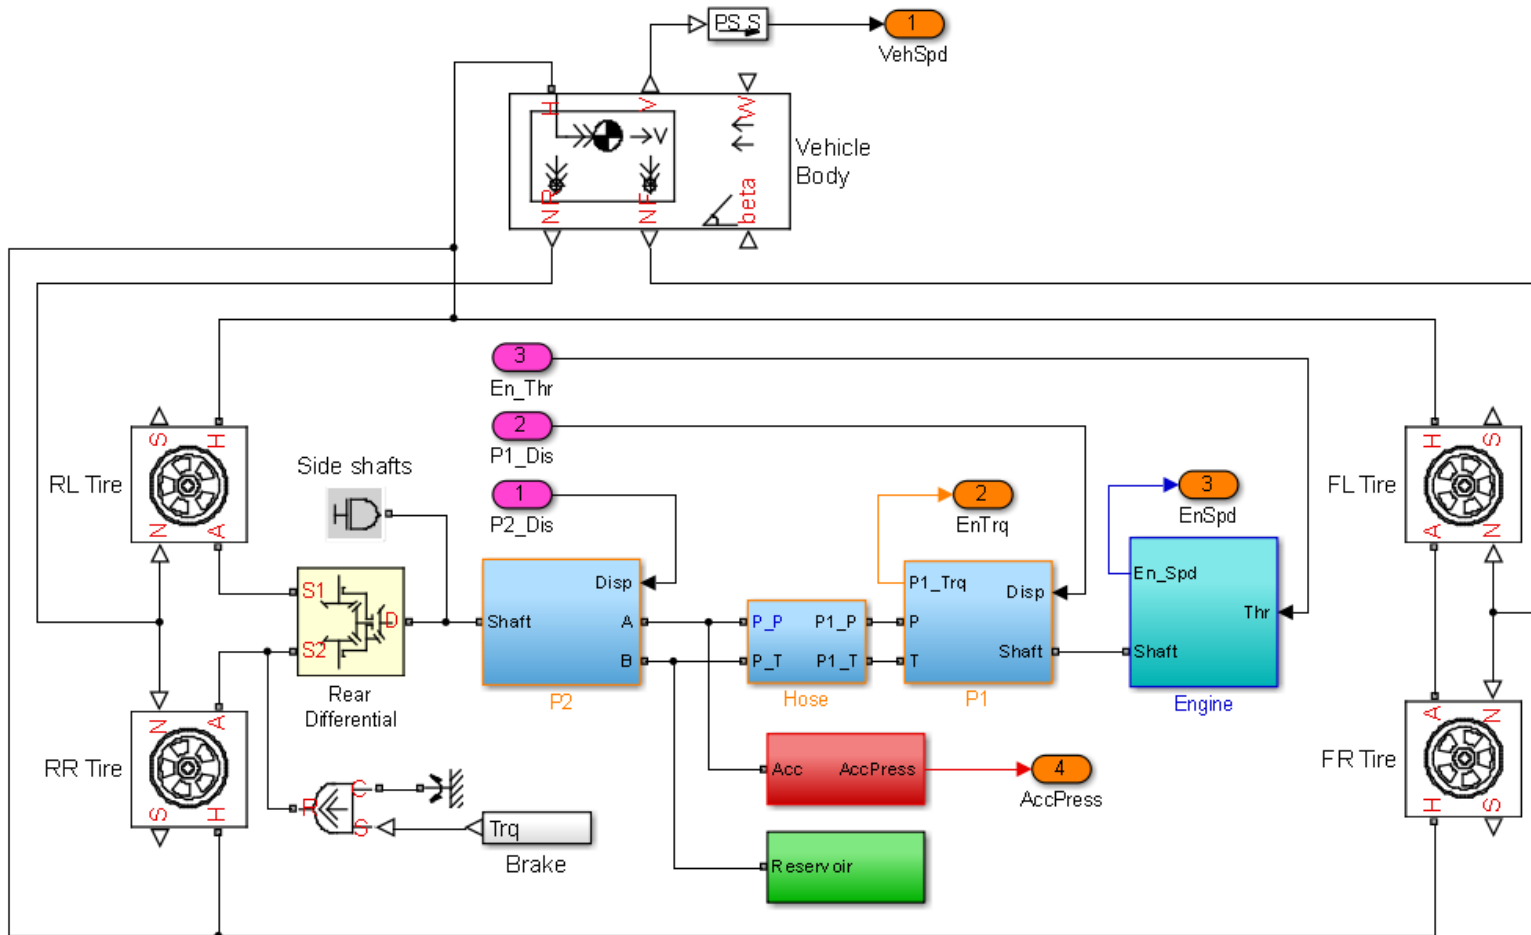 PS S
1
VehSpd
H
V
W
V
NR
NF
beta
Vehicle
Body
3
En_Thr
2
P1_Dis
1
P2_Dis
S
H
RL Tire
N
A
Side shafts
S1
S2
D
Rear
Differential
N
A
RR Tire
S
H
R
C
S
Trq
Brake
Disp
Shaft
A
B
P2
P_P
P1_P
P_T
P1_T
Hose
2
EnTrq
P1_Trq
Disp
P
T
Shaft
P1
3
EnSpd
En_Spd
Thr
Shaft
Engine
Acc
AccPress
4
AccPress
Reservoir
H
S
FL Tire
A
N
A
N
FR Tire
H
S